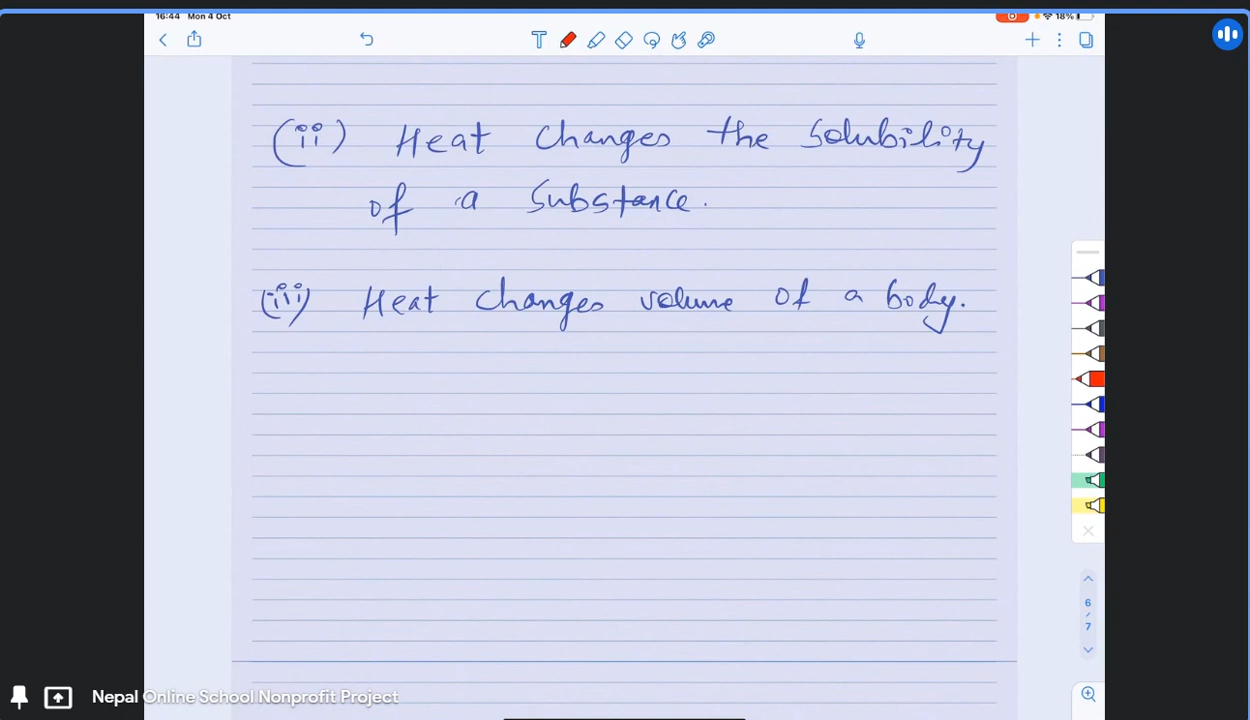 16:44 Mon 4 Oct
18%
T
(ii) Heat changes the solubility
of a substance.
(iii) Heat changes volume of a body.
6
/
7
Nepal Online School Nonprofit Project